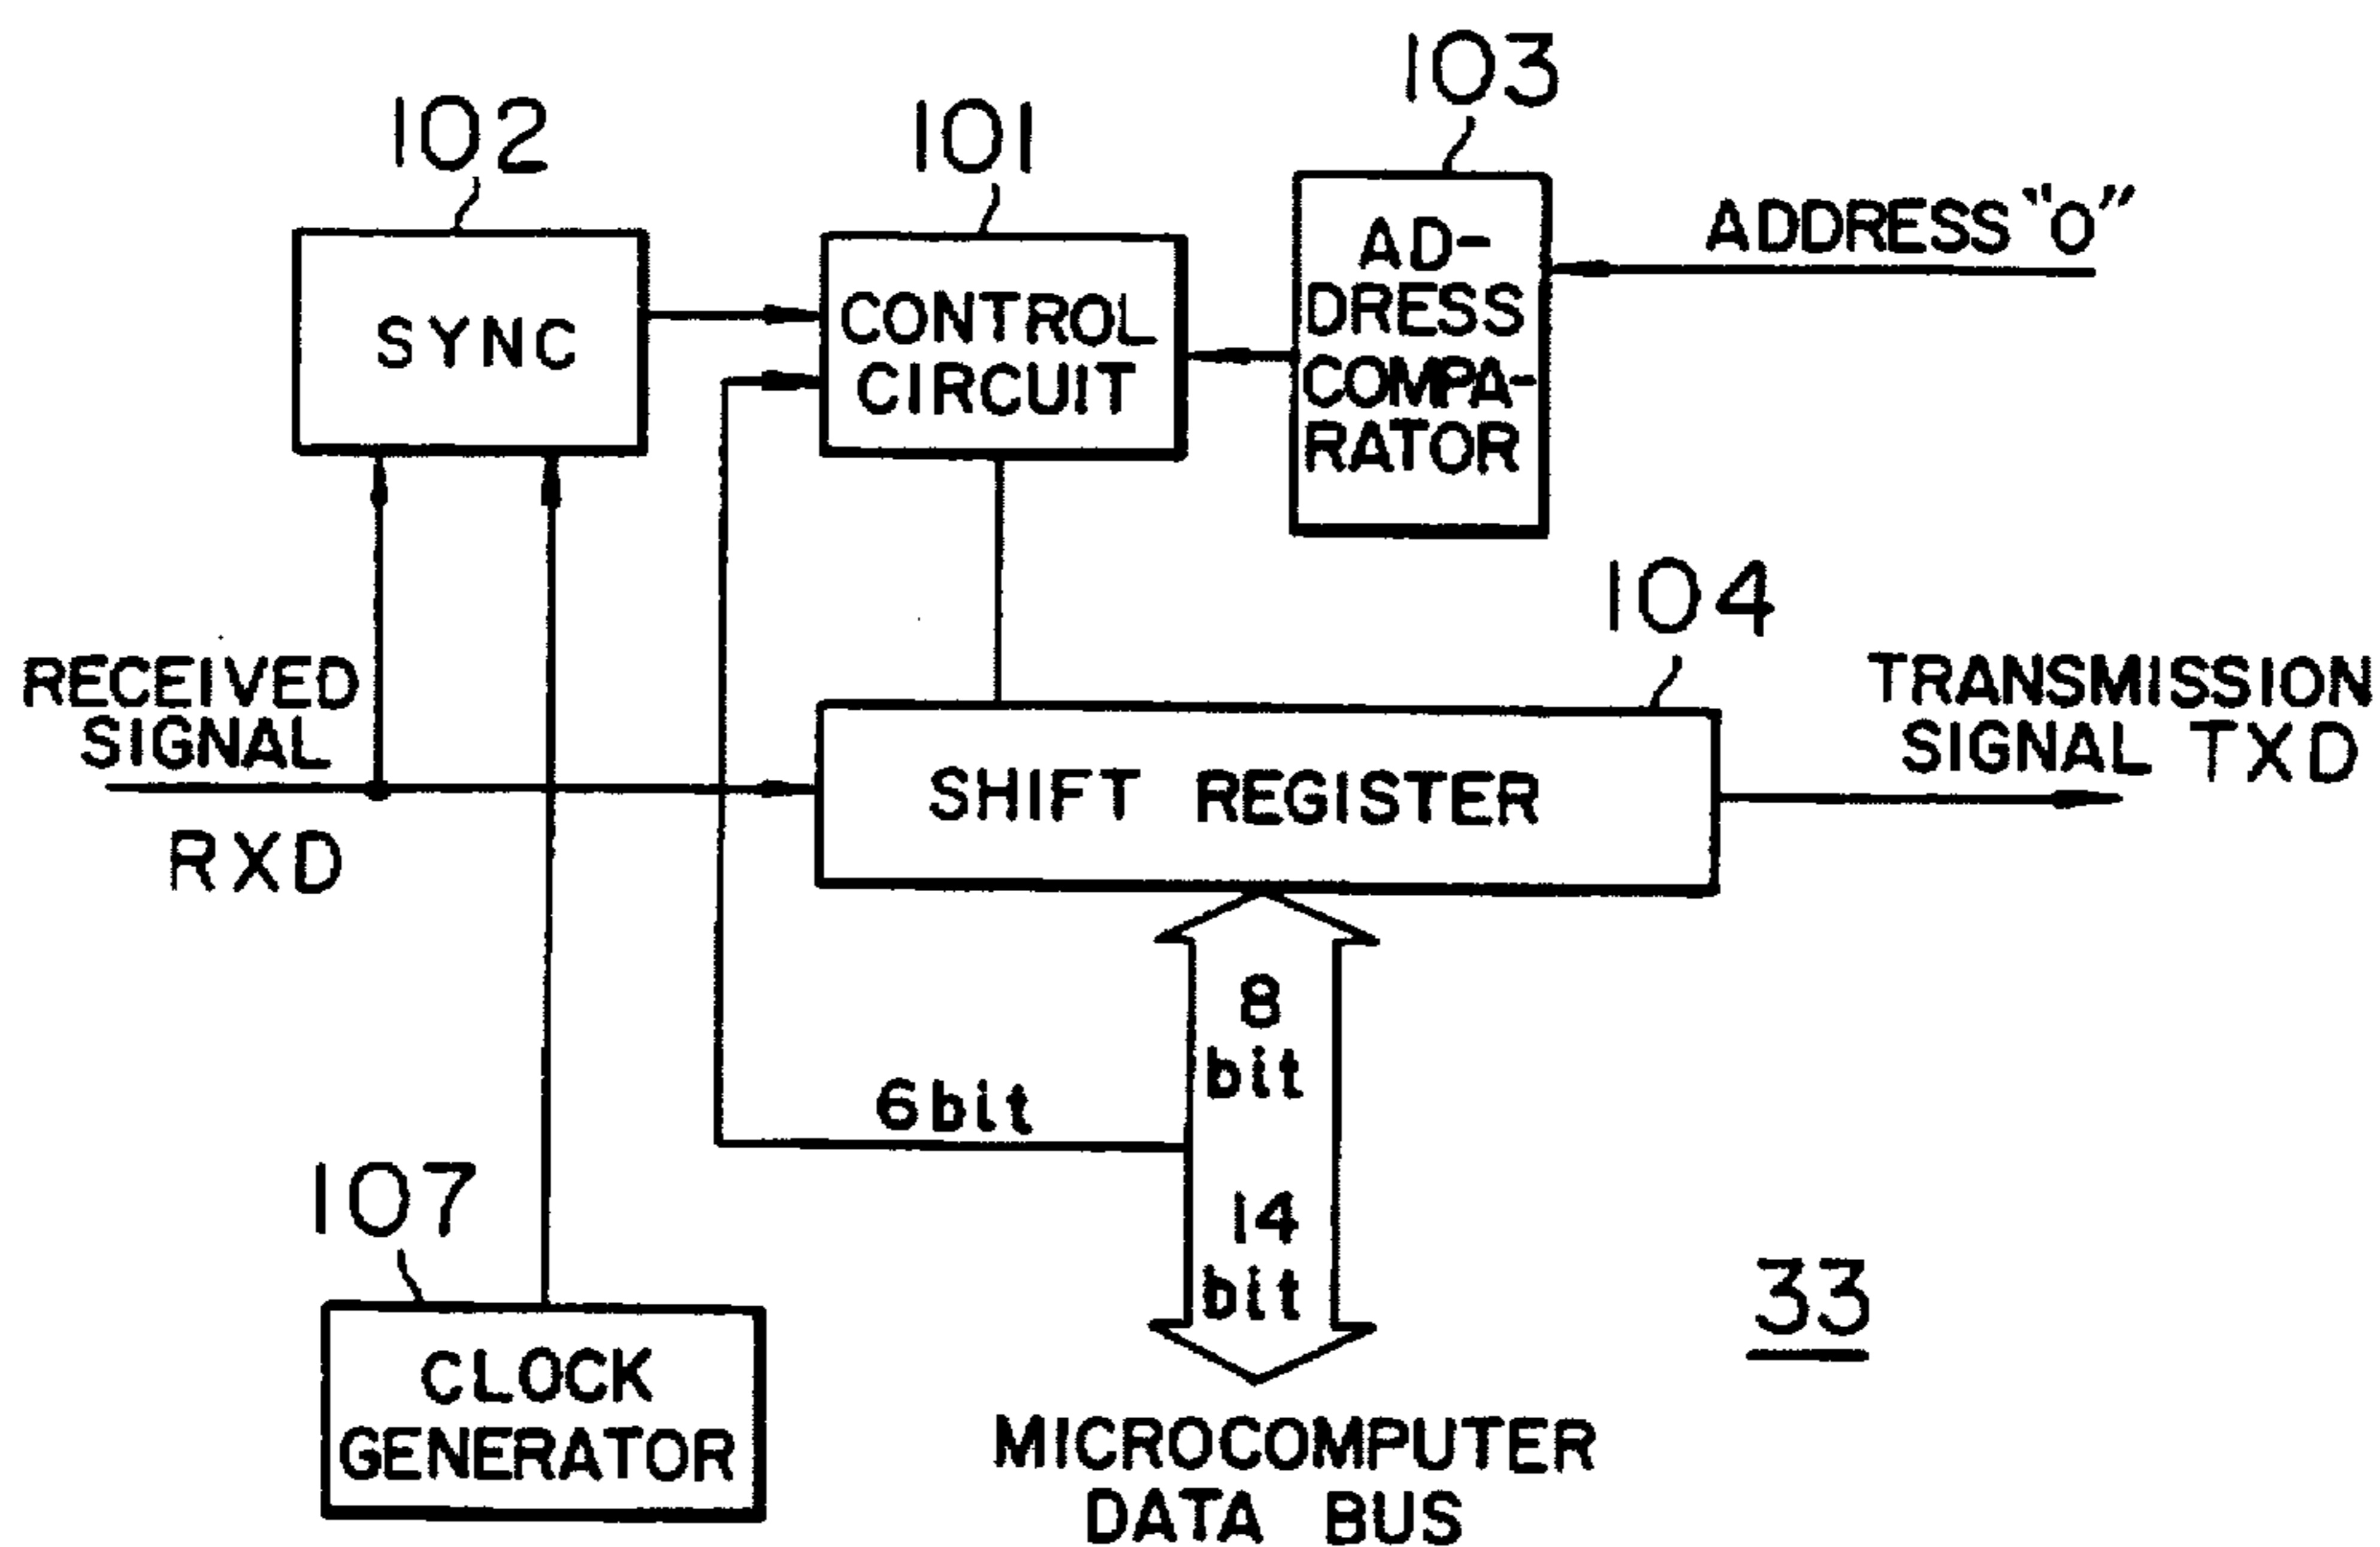 102
101
103
SYNC
CONTROL
CIRCUIT
AD-
DRESS
COMPA-
RATOR
ADDRESS "0"
104
RECEIVED
SIGNAL
RXD
SHIFT REGISTER
TRANSMISSION
SIGNAL TXD
8
bit
6bit
14
bit
107
CLOCK
GENERATOR
MICROCOMPUTER
DATA BUS
33